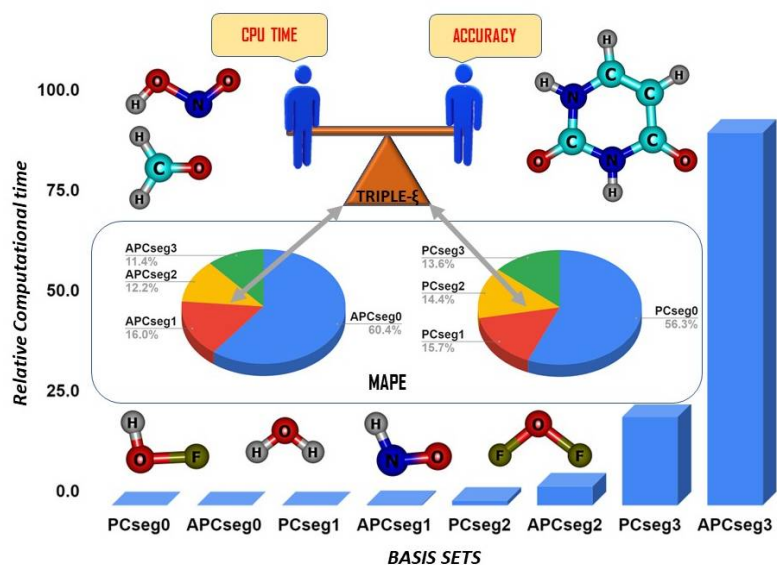 CPU TIME
ACCURACY
H
O
N
O
H
C
O
H
H
H
C
H
N
C
C
C
O
N
O
H
Relative Computational time
100.0
75.0
50.0
25.0
0.0
TRIPLE-ξ
APCseg3
11.4%
APCseg2
12.2%
APCseg1
16.0%
APCseg0
60.4%
PCseg3
13.6%
PCseg2
14.4%
PCseg1
15.7%
PCseg0
56.3%
MAPE
H
O
F
O
H
H
H
N
O
O
F
F
PCseg0 APCseg0 PCseg1 APCseg1 PCseg2 APCseg2 PCseg3 APCseg3
BASIS SETS